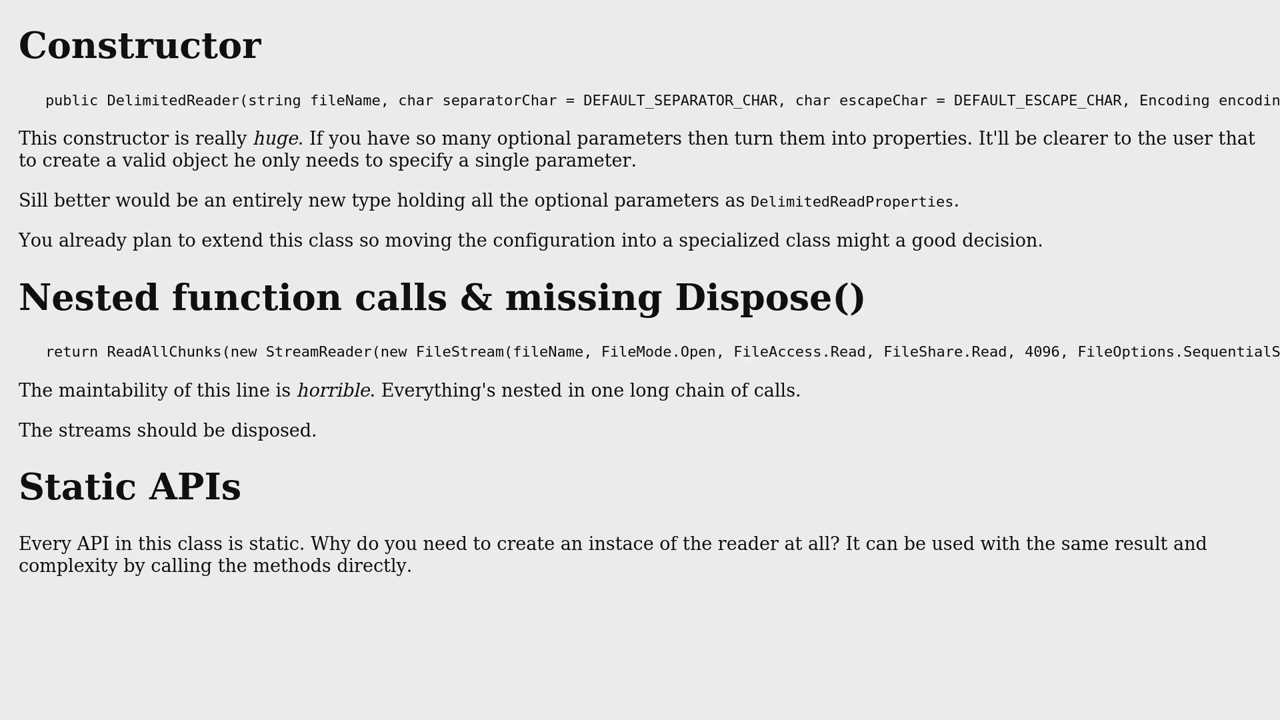 Constructor
public DelimitedReader(string fileName, char separatorChar = DEFAULT_SEPARATOR_CHAR, char escapeChar = DEFAULT_ESCAPE_CHAR, Encoding encodin
This constructor is really huge. If you have so many optional parameters then turn them into properties. It'll be clearer to the user that
to create a valid object he only needs to specify a single parameter.
Sill better would be an entirely new type holding all the optional parameters as DelimitedReadProperties.
You already plan to extend this class so moving the configuration into a specialized class might a good decision.
Nested function calls & missing Dispose()
return ReadAllChunks(new StreamReader(new FileStream(fileName, FileMode.Open, FileAccess.Read, FileShare.Read, 4096, FileOptions.SequentialS
The maintability of this line is horrible. Everything's nested in one long chain of calls.
The streams should be disposed.
Static APIs
Every API in this class is static. Why do you need to create an instace of the reader at all? It can be used with the same result and
complexity by calling the methods directly.